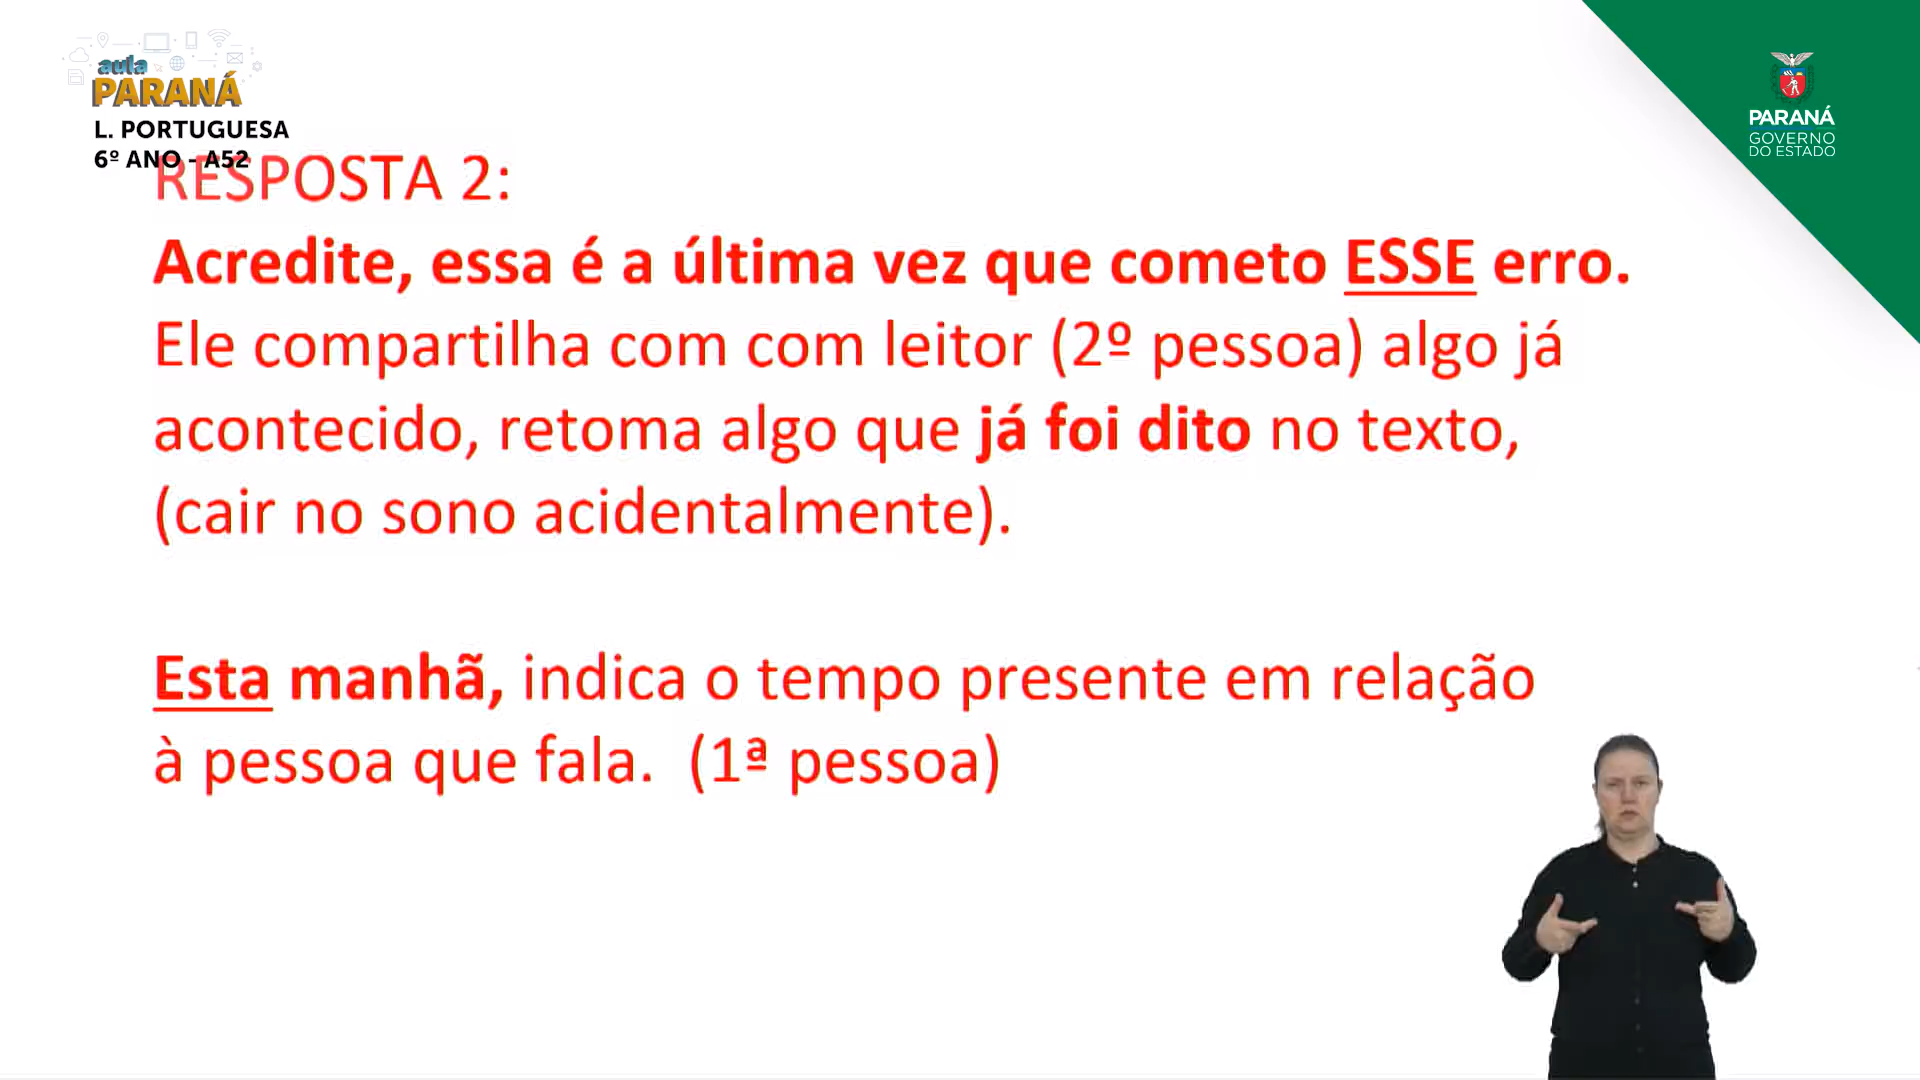 aula
PARANÁ
L. PORTUGUESA
6º ANO - A52
PARANÁ
GOVERNO
DO ESTADO
RESPOSTA 2:
Acredite, essa é a última vez que cometo ESSE erro.
Ele compartilha com com leitor (2º pessoa) algo já
acontecido, retoma algo que já foi dito no texto,
(cair no sono acidentalmente).
Esta manhã, indica o tempo presente em relação
à pessoa que fala. (1ª pessoa)